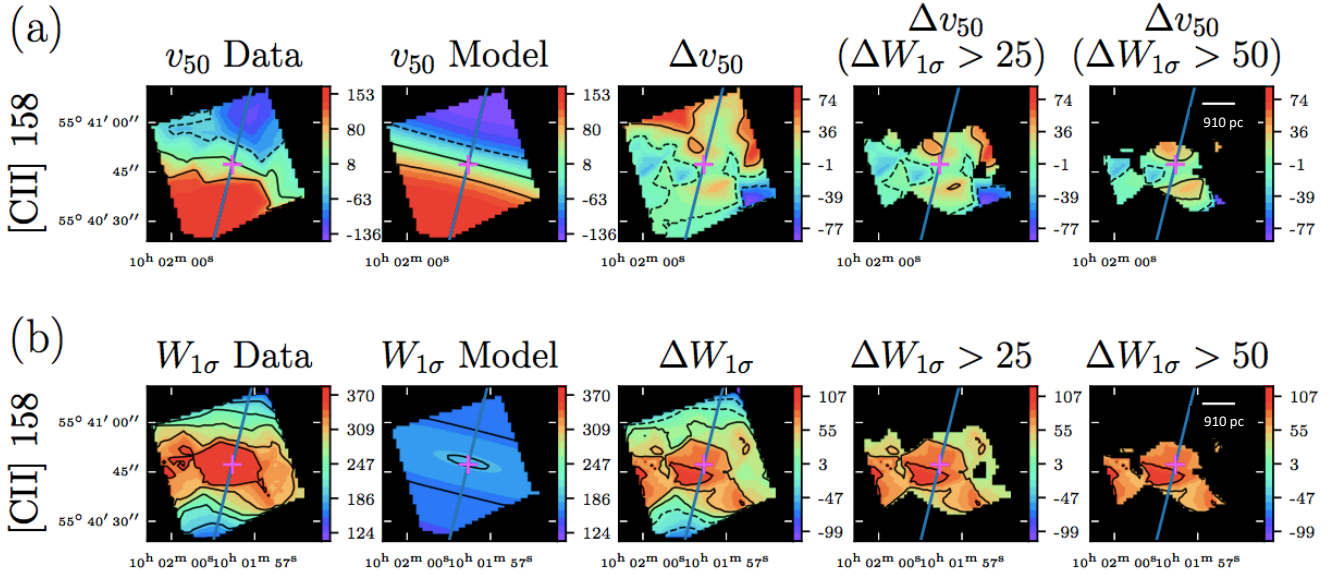 (a)
v₅₀ Data
v₅₀ Model
Δv₅₀
Δv₅₀
(ΔW₁σ > 25)
Δv₅₀
(ΔW₁σ > 50)
[CII] 158
55° 41′ 00″
45″
55° 40′ 30″
153
80
8
-63
-136
153
80
8
-63
-136
74
36
-1
-39
-77
74
36
-1
-39
-77
910 pc
74
36
-1
-39
-77
10ʰ 02ᵐ 00ˢ
10ʰ 02ᵐ 00ˢ
10ʰ 02ᵐ 00ˢ
10ʰ 02ᵐ 00ˢ
10ʰ 02ᵐ 00ˢ
(b)
W₁σ Data
W₁σ Model
ΔW₁σ
ΔW₁σ > 25
ΔW₁σ > 50
[CII] 158
55° 41′ 00″
45″
55° 40′ 30″
370
309
247
186
124
370
309
247
186
124
107
55
3
-47
-99
107
55
3
-47
-99
910 pc
107
55
3
-47
-99
10ʰ 02ᵐ 00ˢ10ʰ 01ᵐ 57ˢ
10ʰ 02ᵐ 00ˢ10ʰ 01ᵐ 57ˢ
10ʰ 02ᵐ 00ˢ10ʰ 01ᵐ 57ˢ
10ʰ 02ᵐ 00ˢ10ʰ 01ᵐ 57ˢ
10ʰ 02ᵐ 00ˢ10ʰ 01ᵐ 57ˢ